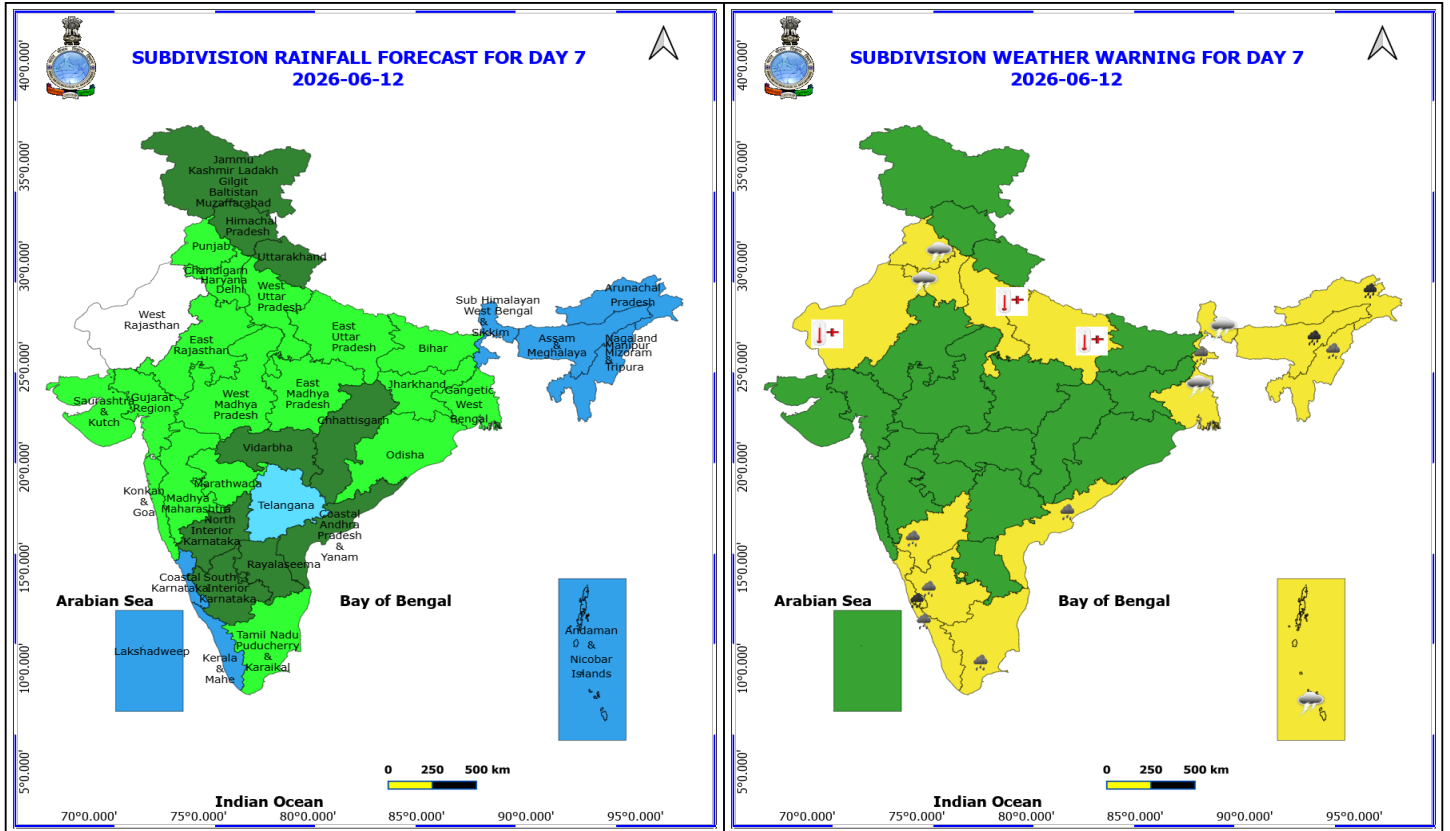 SUBDIVISION RAINFALL FORECAST FOR DAY 7
2026-06-12
40°0.000'
35°0.000'
30°0.000'
25°0.000'
20°0.000'
15°0.000'
10°0.000'
5°0.000'
Jammu
Kashmir Ladakh
Gilgit
Baltistan
Muzaffarabad
Himachal
Pradesh
Punjab
Uttarakhand
Chandigarh
Haryana
Delhi
West
Uttar
Pradesh
West
Rajasthan
East
Rajasthan
East
Uttar
Pradesh
Bihar
Sub Himalayan
West Bengal
&
Sikkim
Arunachal
Pradesh
Assam
&
Meghalaya
Nagaland
Manipur
Mizoram
&
Tripura
Saurashtra
&
Kutch
Gujarat
Region
West
Madhya
Pradesh
East
Madhya
Pradesh
Jharkhand
Gangetic
West
Bengal
Chhattisgarh
Vidarbha
Odisha
Konkan
&
Goa
Madhya
Maharashtra
Marathwada
Telangana
North
Interior
Karnataka
Coastal
Andhra
Pradesh
&
Yanam
Rayalaseema
Coastal
Karnataka
South
Interior
Karnataka
Arabian Sea
Bay of Bengal
Lakshadweep
Kerala
&
Mahe
Tamil Nadu
Puducherry
&
Karaikal
Andaman
&
Nicobar
Islands
0 250 500 km
Indian Ocean
70°0.000' 75°0.000' 80°0.000' 85°0.000' 90°0.000' 95°0.000'
SUBDIVISION WEATHER WARNING FOR DAY 7
2026-06-12
40°0.000'
35°0.000'
30°0.000'
25°0.000'
20°0.000'
15°0.000'
10°0.000'
5°0.000'
Arabian Sea
Bay of Bengal
0 250 500 km
Indian Ocean
70°0.000' 75°0.000' 80°0.000' 85°0.000' 90°0.000' 95°0.000'